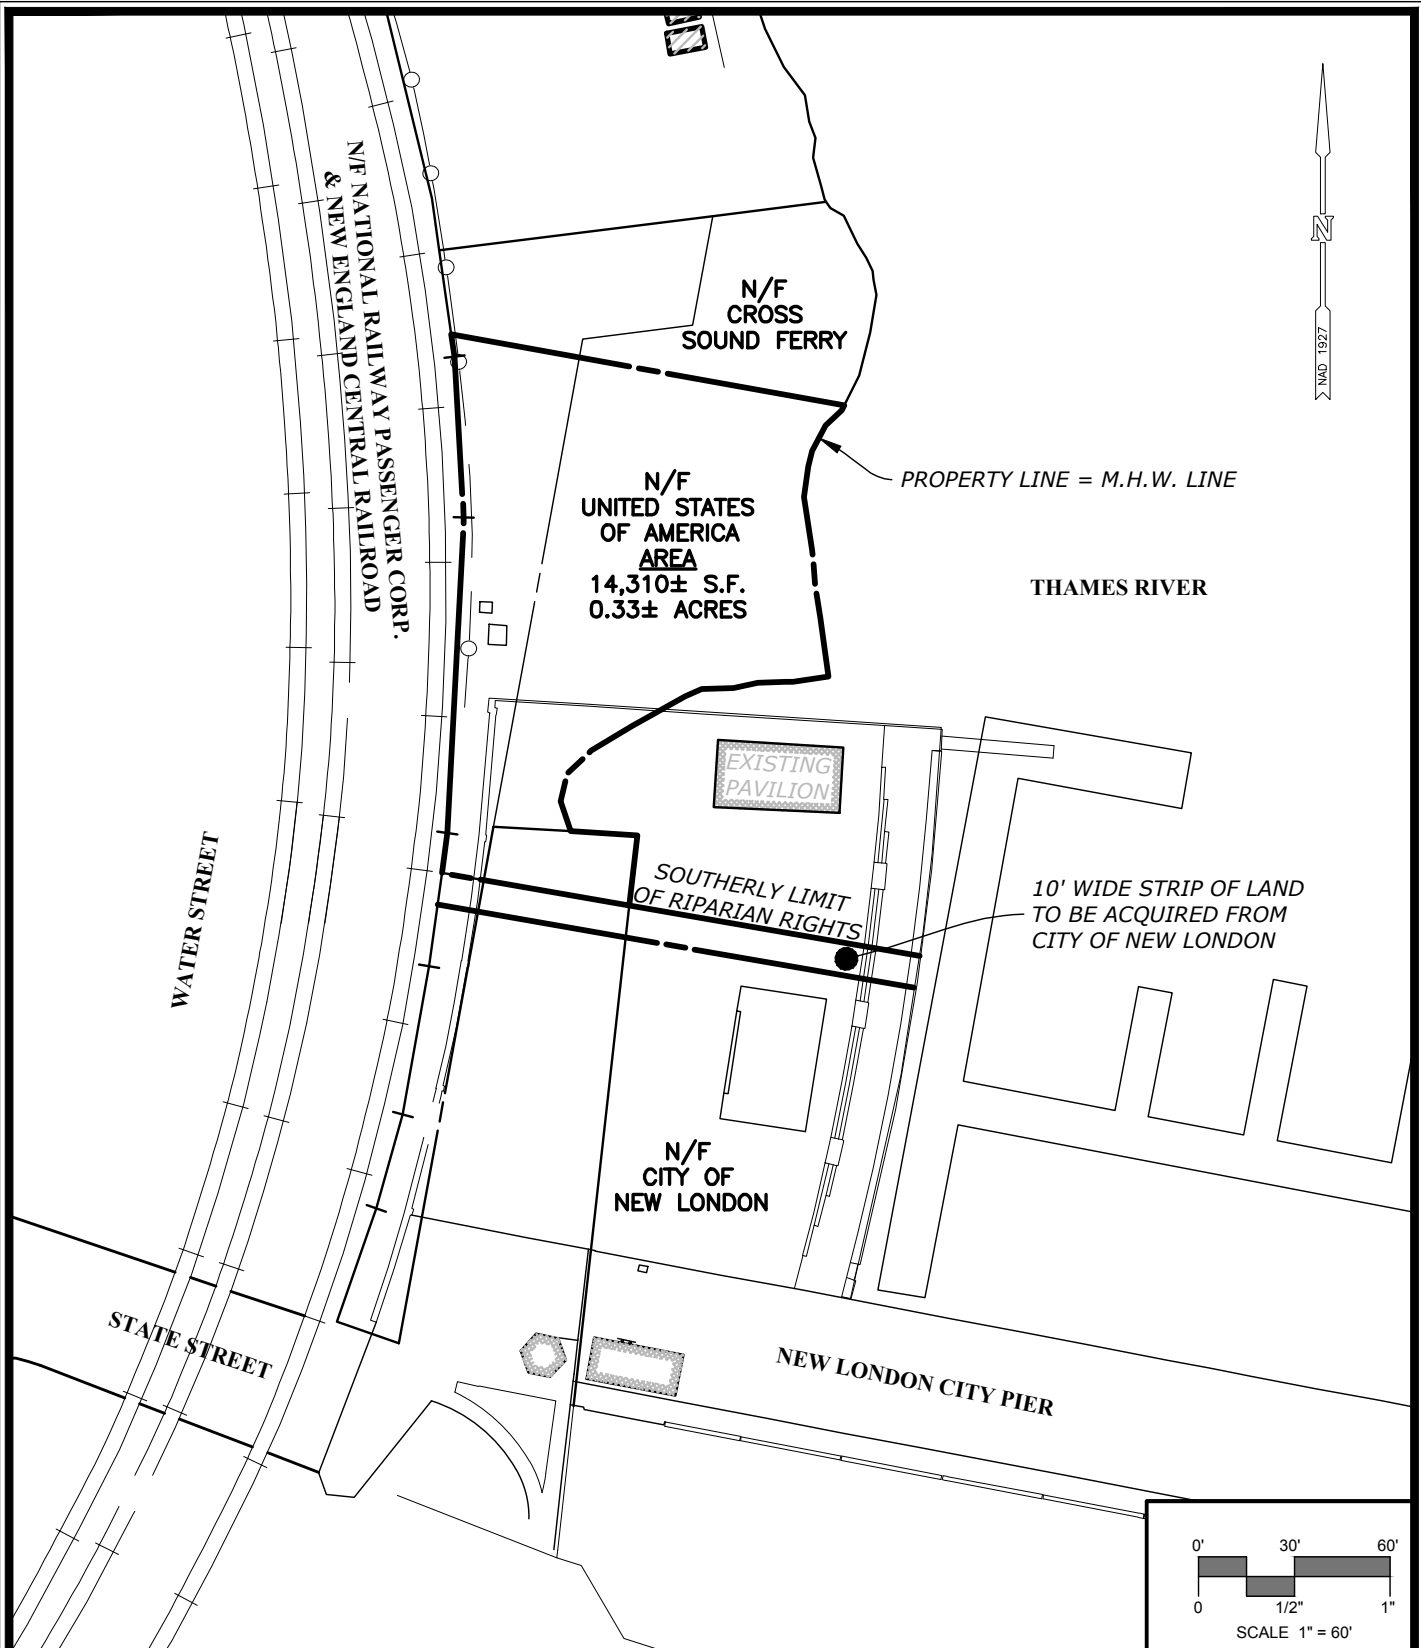 N/F NATIONAL RAILWAY PASSENGER CORP.
& NEW ENGLAND CENTRAL RAILROAD
N
NAD 1927
N/F
CROSS
SOUND FERRY
N/F
UNITED STATES
OF AMERICA
AREA
14,310± S.F.
0.33± ACRES
PROPERTY LINE = M.H.W. LINE
THAMES RIVER
EXISTING
PAVILION
WATER STREET
SOUTHERLY LIMIT
OF RIPARIAN RIGHTS
10' WIDE STRIP OF LAND
TO BE ACQUIRED FROM
CITY OF NEW LONDON
N/F
CITY OF
NEW LONDON
STATE STREET
NEW LONDON CITY PIER
0' 30' 60'
0 1/2" 1"
SCALE 1" = 60'